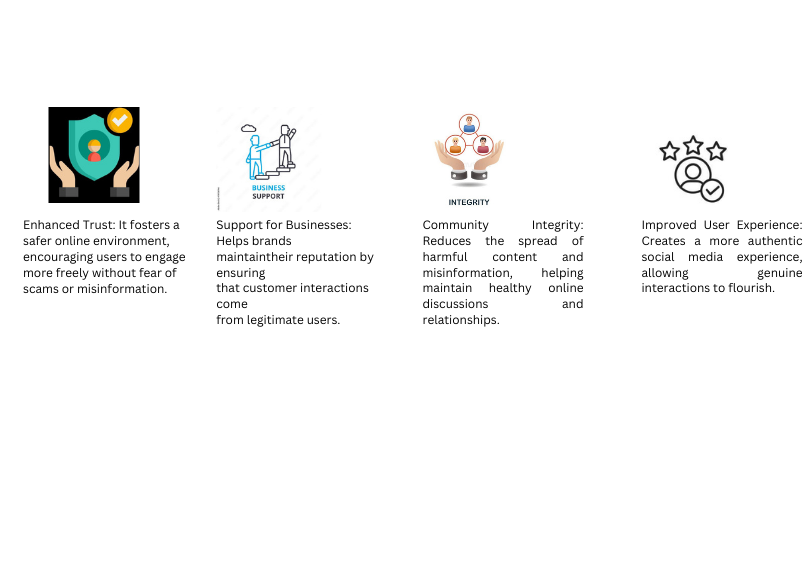 BUSINESS
SUPPORT
INTEGRITY
Enhanced Trust: It fosters a
safer online environment,
encouraging users to engage
more freely without fear of
scams or misinformation.
Support for Businesses:
Helps brands
maintaintheir reputation by
ensuring
that customer interactions
come
from legitimate users.
Community Integrity:
Reduces the spread of
harmful content and
misinformation, helping
maintain healthy online
discussions and
relationships.
Improved User Experience:
Creates a more authentic
social media experience,
allowing genuine
interactions to flourish.